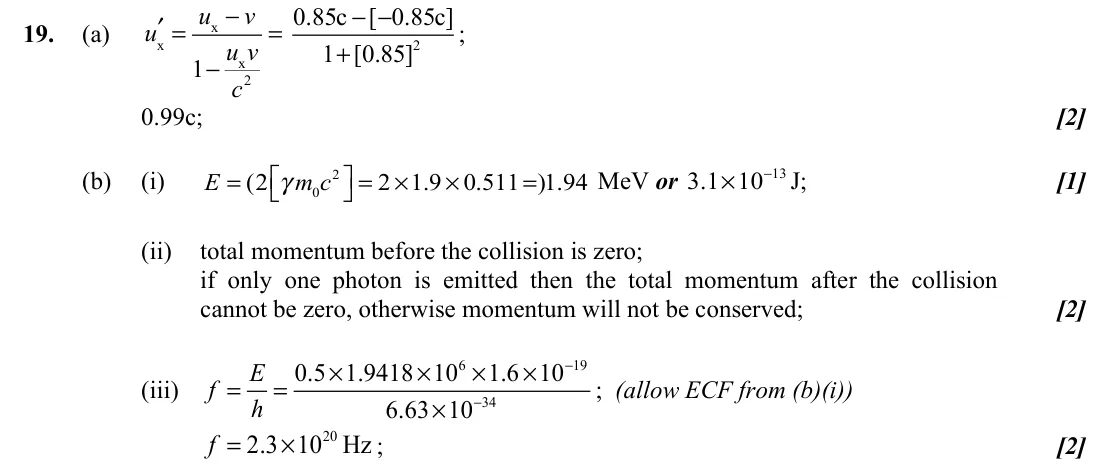 19. (a) u′ₓ = (uₓ − v) / (1 − uₓv/c²) = (0.85c − [−0.85c]) / (1 + [0.85]²) ;
0.99c; [2]
(b) (i) E = (2[γm₀c²] = 2×1.9×0.511 =)1.94 MeV or 3.1×10⁻¹³ J; [1]
(ii) total momentum before the collision is zero;
if only one photon is emitted then the total momentum after the collision
cannot be zero, otherwise momentum will not be conserved; [2]
(iii) f = E/h = (0.5×1.9418×10⁶×1.6×10⁻¹⁹) / (6.63×10⁻³⁴) ; (allow ECF from (b)(i))
f = 2.3×10²⁰ Hz ; [2]